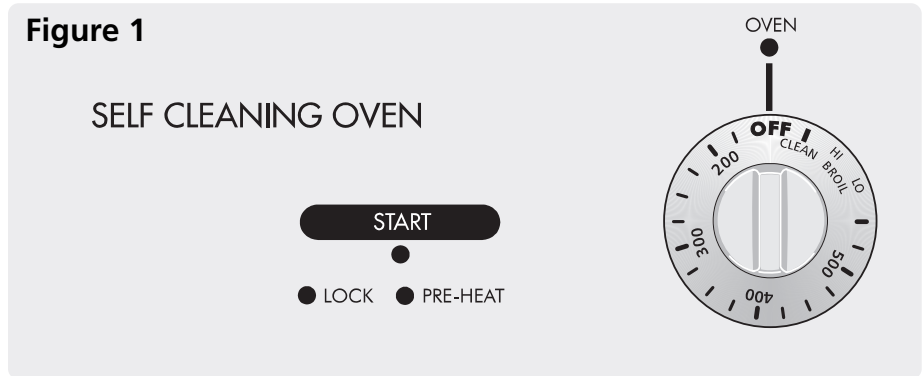 Figure 1
OVEN
SELF CLEANING OVEN
OFF
CLEAN
HI
BROIL
LO
200
300
400
500
START
LOCK PRE-HEAT